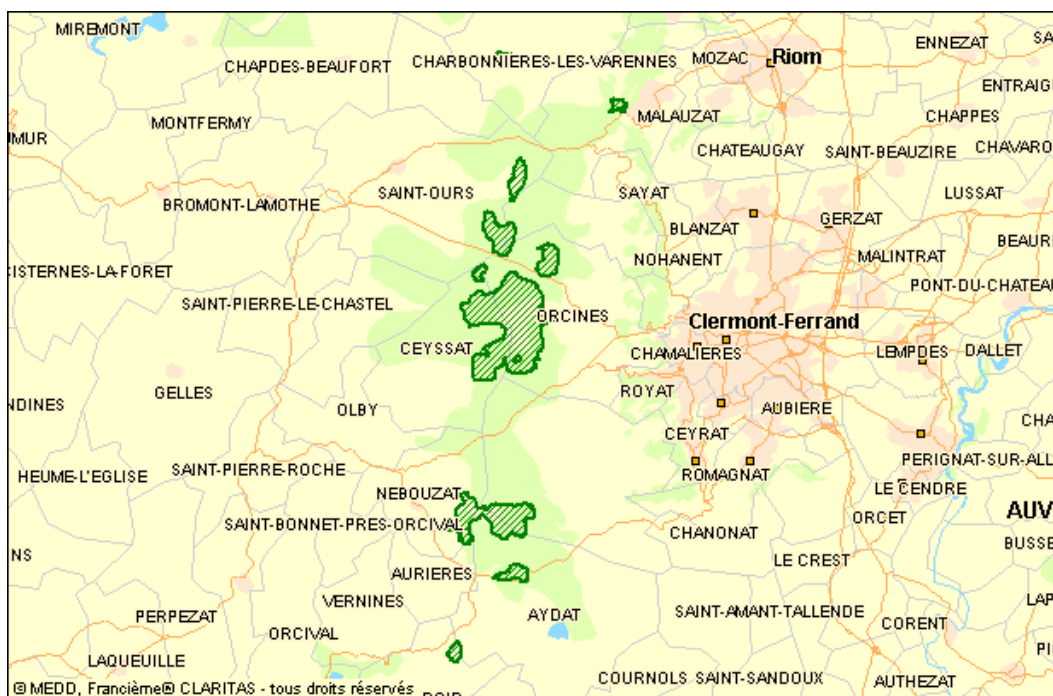 MIREMONT
ENNEZAT
SA
CHAPDES-BEAUFORT
CHARBONNIERES-LES-VARENNES
MOZAC
Riom
ENTRAIG
MONTFERMY
MALAUZAT
CHAPPES
UMUR
CHATEAUGAY
SAINT-BEAUZIRE
CHAVARO
SAINT-OURS
SAYAT
LUSSAT
BROMONT-LAMOTHE
BLANZAT
GERZAT
BEAURE
NOHANENT
MALINTRAT
CISTERNES-LA-FORET
PONT-DU-CHATEAU
SAINT-PIERRE-LE-CHASTEL
ORCINES
Clermont-Ferrand
CEYSSAT
CHAMALIERES
LEMPDES
DALLET
GELLES
ROYAT
NDINES
OLBY
AUBIERE
CHA
CEYRAT
SAINT-PIERRE-ROCHE
PERIGNAT-SUR-ALL
HEUME-L'EGLISE
ROMAGNAT
NEBOUZAT
LE CENDRE
SAINT-BONNET-PRES-ORCIVAL
ORCET
AUV
CHANONAT
BUSSE
NS
LE CREST
AURIERES
VERNINES
LAP
PERPEZAT
AYDAT
SAINT-AMANT-TALLENDE
CORENT
ORCIVAL
LAQUEUILLE
COURNOLS SAINT-SANDOUX
AUTHEZAT
© MEDD, Francième® CLARITAS - tous droits réservés